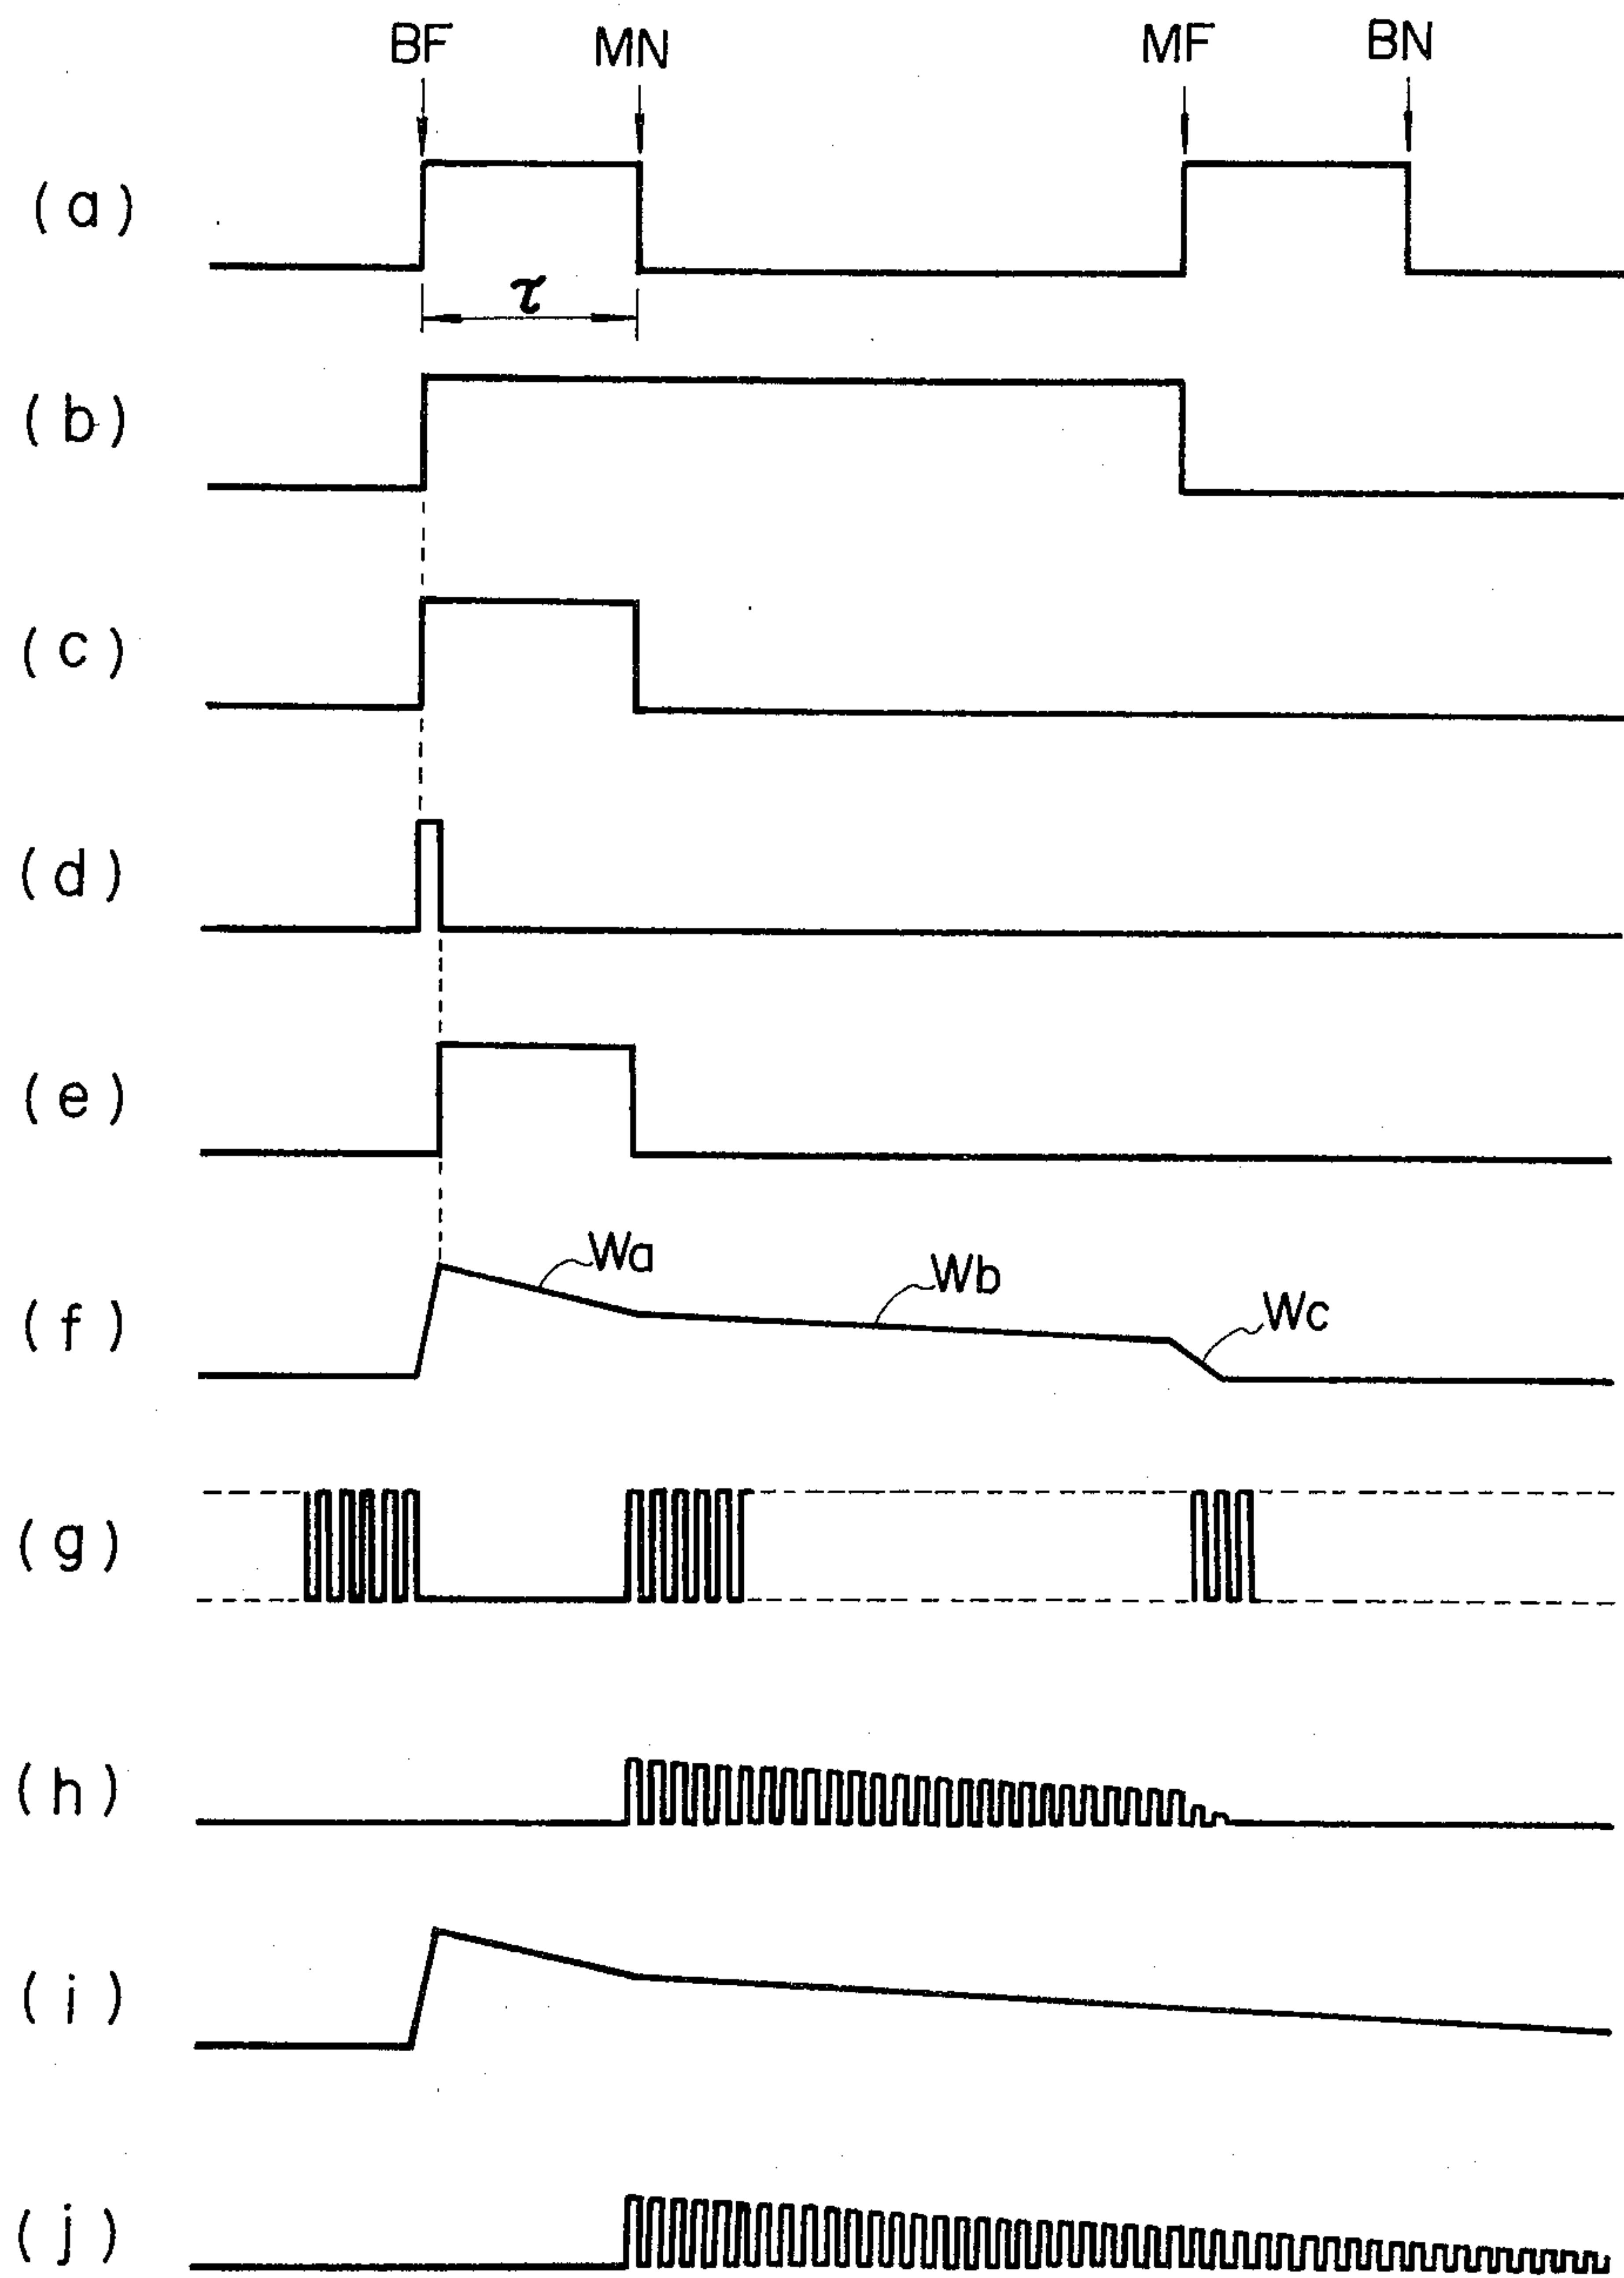 BF MN MF BN
(a)
τ
(b)
(c)
(d)
(e)
Wa Wb Wc
(f)
(g)
(h)
(i)
(j)